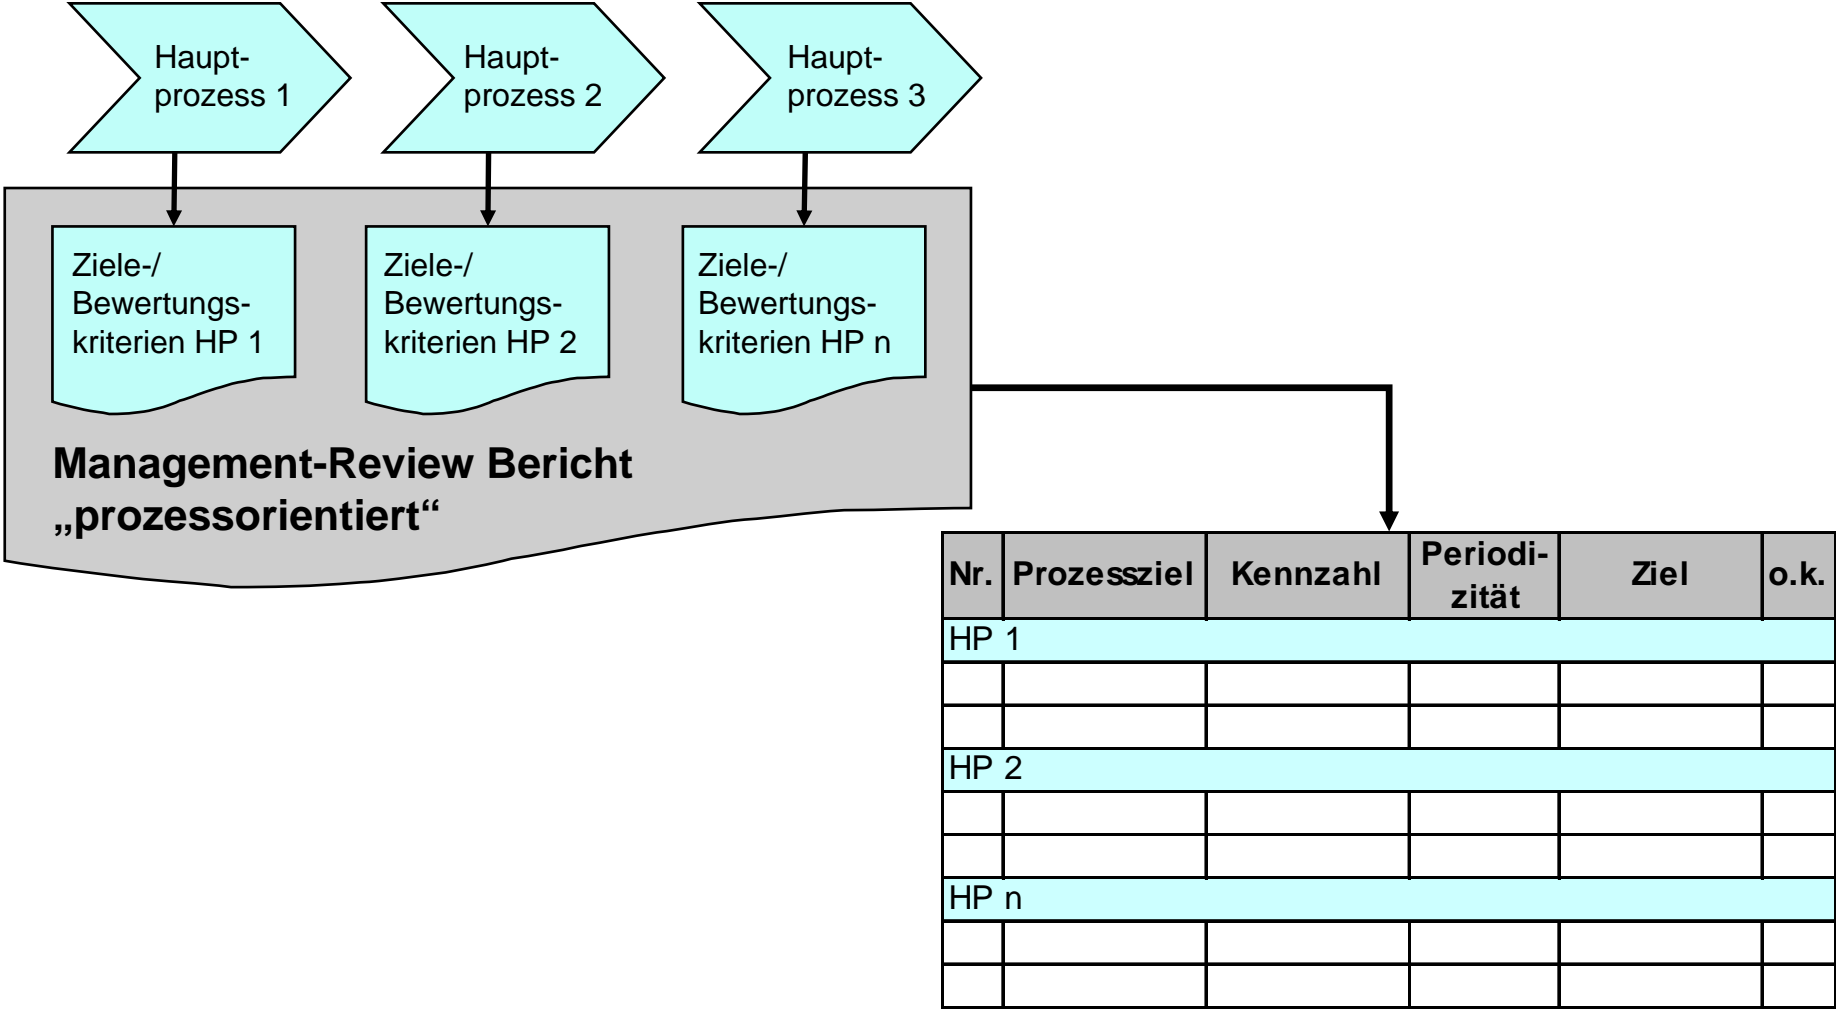 Haupt-
prozess 1
Haupt-
prozess 2
Haupt-
prozess 3
Ziele-/
Bewertungs-
kriterien HP 1
Ziele-/
Bewertungs-
kriterien HP 2
Ziele-/
Bewertungs-
kriterien HP n
Management-Review Bericht
„prozessorientiert“
Nr.
Prozessziel
Kennzahl
Periodi-
zität
Ziel
o.k.
HP 1
HP 2
HP n